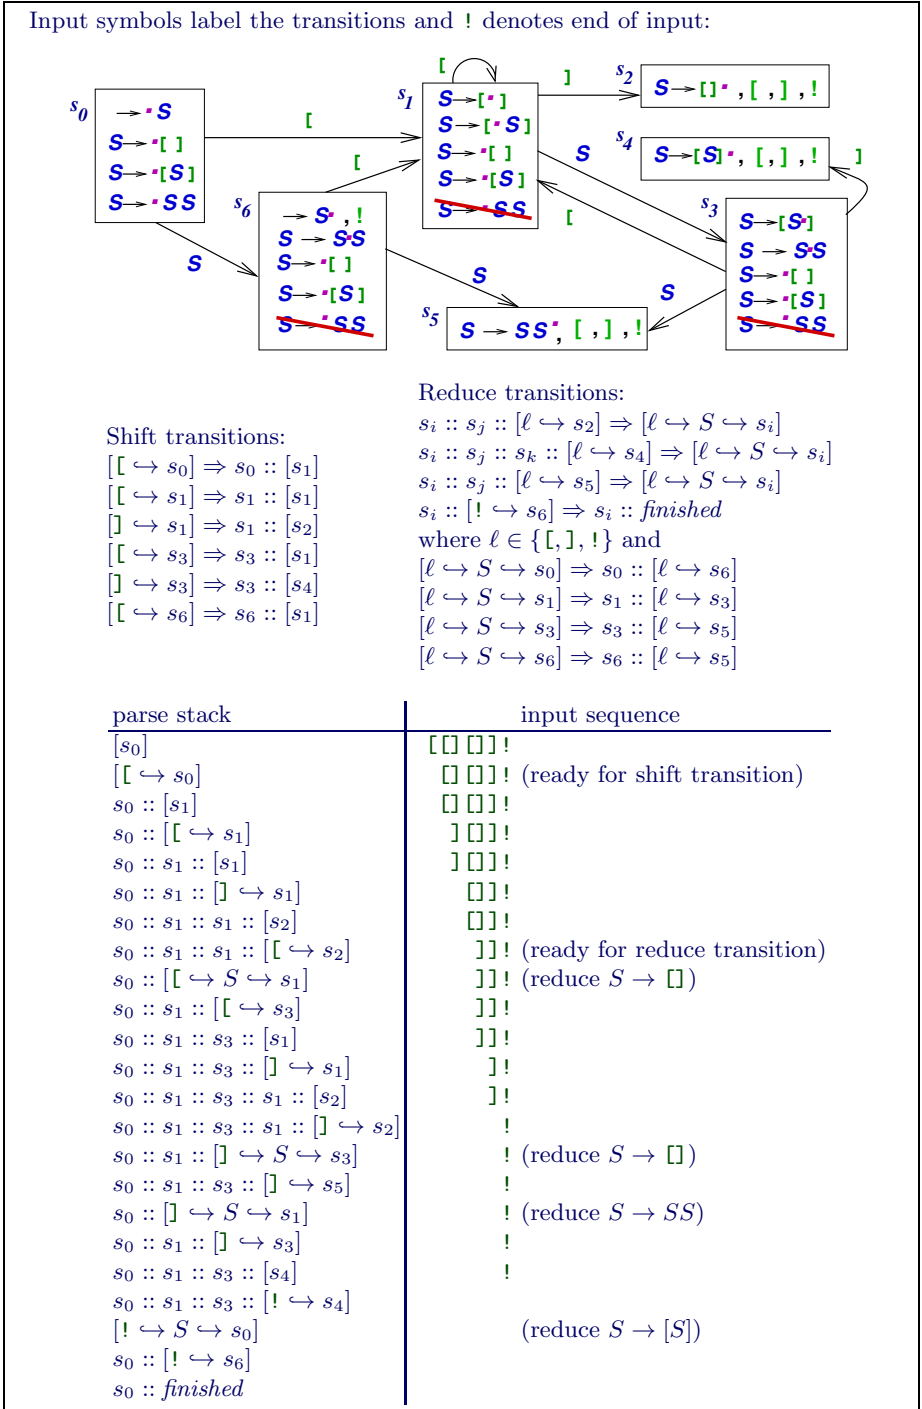 Input symbols label the transitions and ! denotes end of input:
s0
→ ·S
S→ ·[ ]
S→ ·[S]
S→ ·SS
[
[
S
s6
→ S· , !
S → S·S
S→ ·[ ]
S→ ·[S]
S→ ·SS
[
s1
S→[· ]
S→[·S]
S→ ·[ ]
S→ ·[S]
S→ ·SS
]
S
[
s2
S→[]· , [ , ] , !
s4
S→[S]· , [, ] , !
]
s3
S→[S·]
S → S·S
S→ ·[ ]
S→ ·[S]
S→ ·SS
S
S
s5
S → SS· , [ , ] , !
Shift transitions:
[[ ↪ s0] ⇒ s0 :: [s1]
[[ ↪ s1] ⇒ s1 :: [s1]
[] ↪ s1] ⇒ s1 :: [s2]
[[ ↪ s3] ⇒ s3 :: [s1]
[] ↪ s3] ⇒ s3 :: [s4]
[[ ↪ s6] ⇒ s6 :: [s1]
Reduce transitions:
si :: sj :: [ℓ ↪ s2] ⇒ [ℓ ↪ S ↪ si]
si :: sj :: sk :: [ℓ ↪ s4] ⇒ [ℓ ↪ S ↪ si]
si :: sj :: [ℓ ↪ s5] ⇒ [ℓ ↪ S ↪ si]
si :: [! ↪ s6] ⇒ si :: finished
where ℓ ∈ {[, ], !} and
[ℓ ↪ S ↪ s0] ⇒ s0 :: [ℓ ↪ s6]
[ℓ ↪ S ↪ s1] ⇒ s1 :: [ℓ ↪ s3]
[ℓ ↪ S ↪ s3] ⇒ s3 :: [ℓ ↪ s5]
[ℓ ↪ S ↪ s6] ⇒ s6 :: [ℓ ↪ s5]
parse stack input sequence
[s0] [[][]]!
[[ ↪ s0] [][]]! (ready for shift transition)
s0 :: [s1] [][]]!
s0 :: [[ ↪ s1] ][]]!
s0 :: s1 :: [s1] ][]]!
s0 :: s1 :: [] ↪ s1] []]!
s0 :: s1 :: s1 :: [s2] []]!
s0 :: s1 :: s1 :: [[ ↪ s2] ]]! (ready for reduce transition)
s0 :: [[ ↪ S ↪ s1] ]]! (reduce S → [])
s0 :: s1 :: [[ ↪ s3] ]]!
s0 :: s1 :: s3 :: [s1] ]]!
s0 :: s1 :: s3 :: [] ↪ s1] ]!
s0 :: s1 :: s3 :: s1 :: [s2] ]!
s0 :: s1 :: s3 :: s1 :: [] ↪ s2] !
s0 :: s1 :: [] ↪ S ↪ s3] ! (reduce S → [])
s0 :: s1 :: s3 :: [] ↪ s5] !
s0 :: [] ↪ S ↪ s1] ! (reduce S → SS)
s0 :: s1 :: [] ↪ s3] !
s0 :: s1 :: s3 :: [s4] !
s0 :: s1 :: s3 :: [! ↪ s4]
[! ↪ S ↪ s0] (reduce S → [S])
s0 :: [! ↪ s6]
s0 :: finished